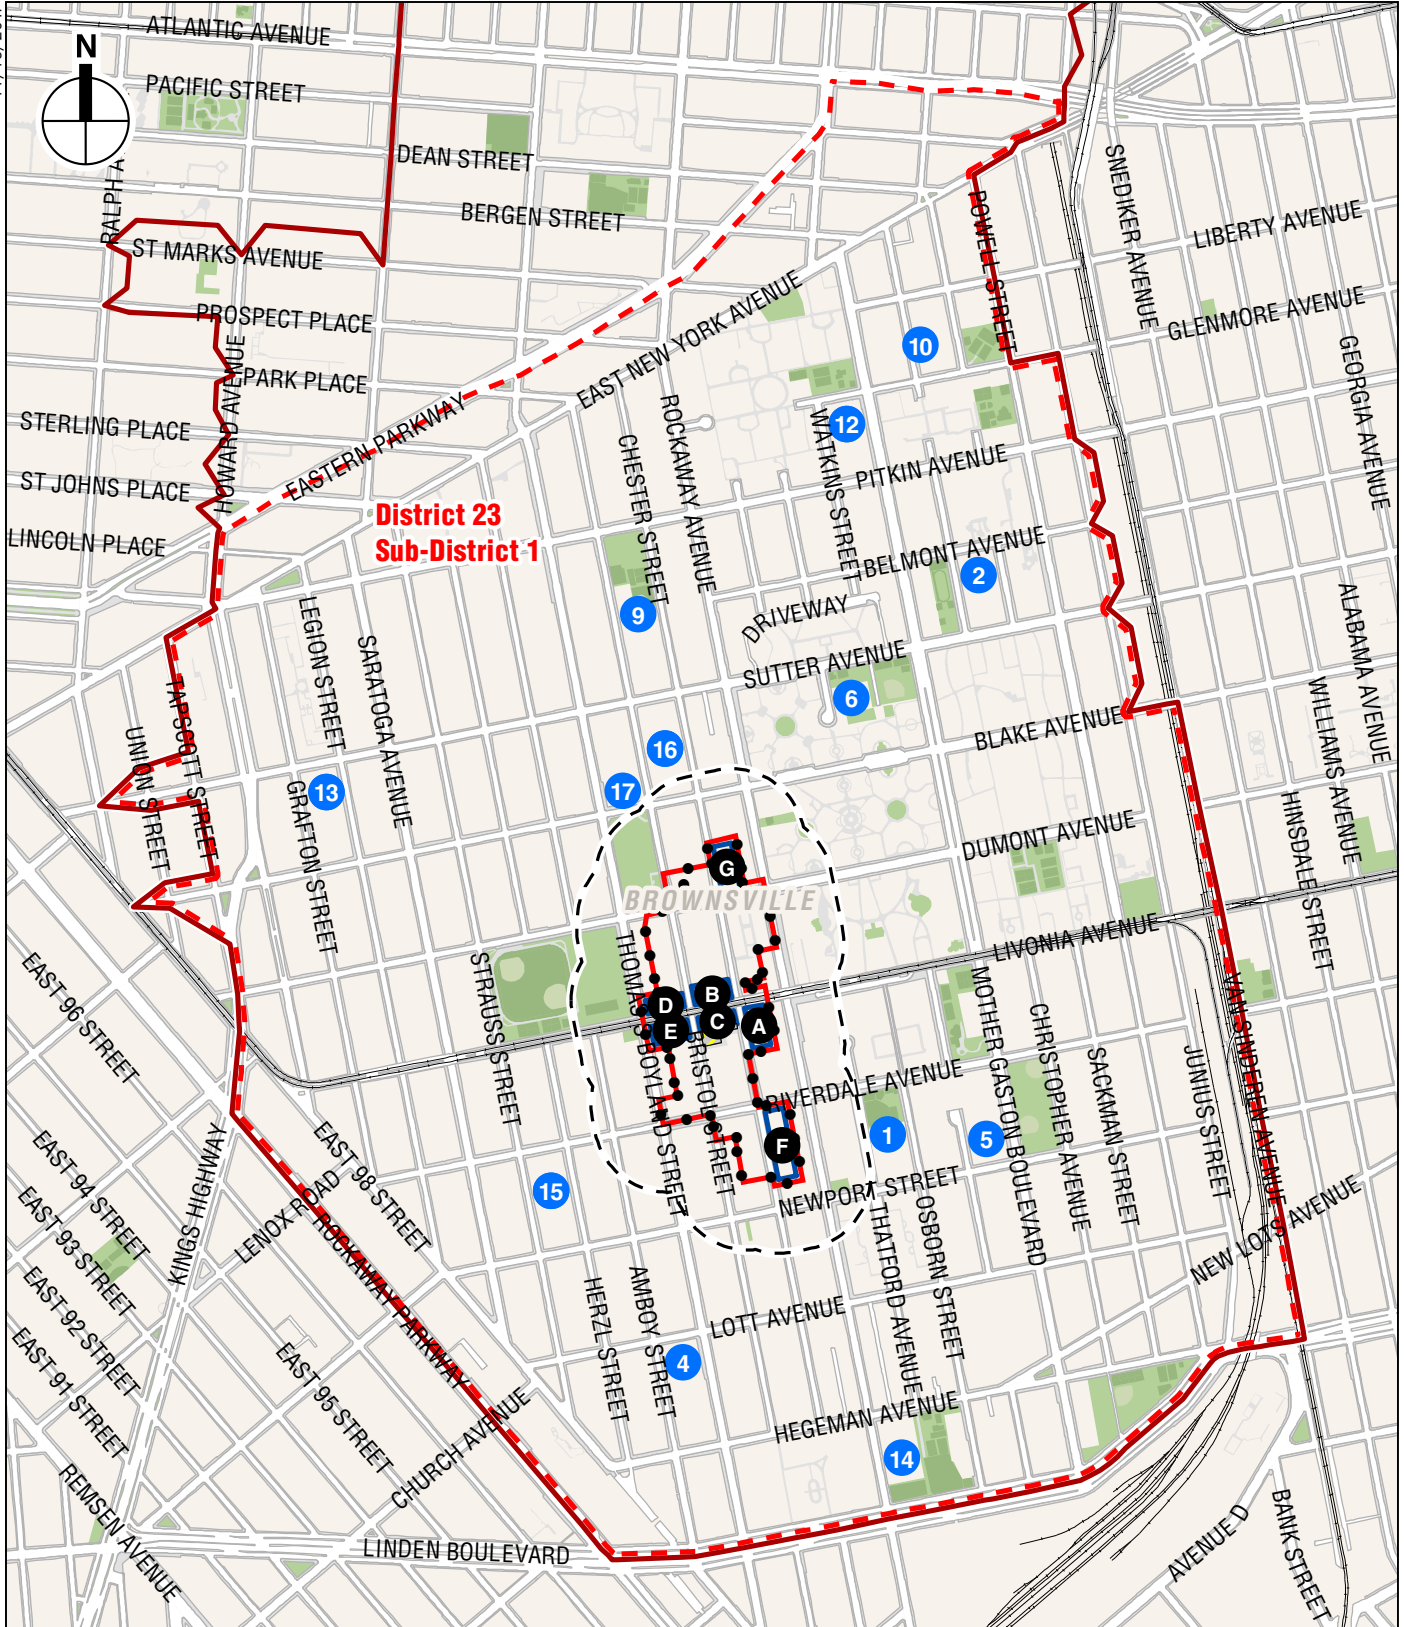 ATLANTIC AVENUE
N
PACIFIC STREET
DEAN STREET
RALPH A
SNEDIKER AVENUE
BERGEN STREET
POWELL STREET
LIBERTY AVENUE
ST MARKS AVENUE
EAST NEW YORK AVENUE
GLENMORE AVENUE
PROSPECT PLACE
HOWARD AVENUE
10
GEORGIA AVENUE
PARK PLACE
ROCKAWAY AVENUE
EASTERN PARKWAY
12
WATKINS STREET
STERLING PLACE
CHESTER STREET
PITKIN AVENUE
ST JOHNS PLACE
District 23
Sub-District 1
LINCOLN PLACE
BELMONT AVENUE
2
ALABAMA AVENUE
LEGION STREET
9
DRIVEWAY
SARATOGA AVENUE
SUTTER AVENUE
TAPSCOTT STREET
6
WILLIAMS AVENUE
UNION STREET
16
BLAKE AVENUE
13
17
GRAFTON STREET
HINSDALE STREET
DUMONT AVENUE
G
BROWNSVILLE
EAST 96 STREET
STRAUSS STREET
THOMAS S BOYLAND STREET
LIVONIA AVENUE
MOTHER GASTON BOULEVARD
VAN SINDEREN AVENUE
B
D
C
A
E
CHRISTOPHER AVENUE
BRISTOL STREET
SACKMAN STREET
JUNIUS STREET
RIVERDALE AVENUE
1
5
F
EAST 94 STREET
KINGS HIGHWAY
EAST 98 STREET
15
NEWPORT STREET
LENOX ROAD
EAST 93 STREET
ROCKAWAY PARKWAY
THATFORD AVENUE
OSBORN STREET
NEW LOTS AVENUE
EAST 92 STREET
HERZL STREET
AMBOY STREET
LOTT AVENUE
EAST 91 STREET
EAST 95 STREET
4
CHURCH AVENUE
HEGEMAN AVENUE
14
REMSEN AVENUE
LINDEN BOULEVARD
AVENUE D
BANK STREET